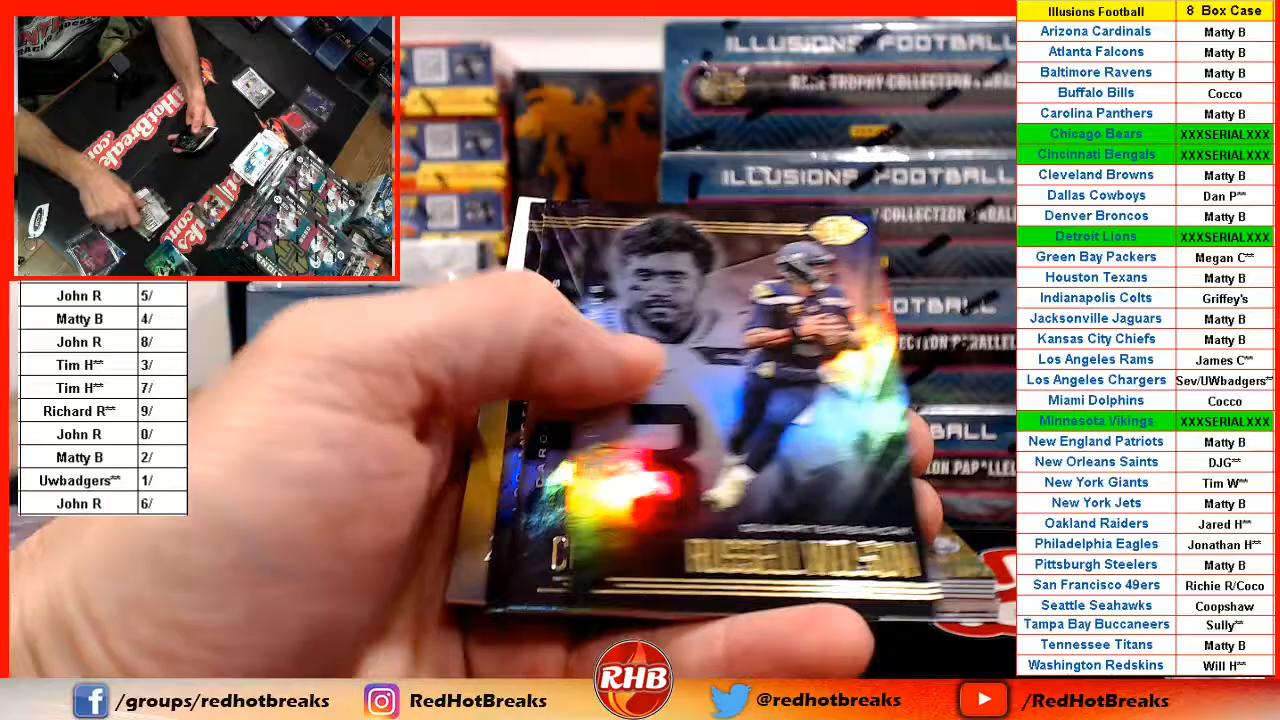 John R 5/
Matty B 4/
John R 8/
Tim H** 3/
Tim H** 7/
Richard R** 9/
John R 0/
Matty B 2/
Uwbadgers** 1/
John R 6/
ILLUSIONS FOOTBALL
ILLUSIONS FOOTBALL
RUSSELL WILSON
Illusions Football 8 Box Case
Arizona Cardinals Matty B
Atlanta Falcons Matty B
Baltimore Ravens Matty B
Buffalo Bills Cocco
Carolina Panthers Matty B
Chicago Bears XXXSERIALXXX
Cincinnati Bengals XXXSERIALXXX
Cleveland Browns Matty B
Dallas Cowboys Dan P**
Denver Broncos Matty B
Detroit Lions XXXSERIALXXX
Green Bay Packers Megan C**
Houston Texans Matty B
Indianapolis Colts Griffey's
Jacksonville Jaguars Matty B
Kansas City Chiefs Matty B
Los Angeles Rams James C**
Los Angeles Chargers Sev/UWbadgers**
Miami Dolphins Cocco
Minnesota Vikings XXXSERIALXXX
New England Patriots Matty B
New Orleans Saints DJG**
New York Giants Tim W**
New York Jets Matty B
Oakland Raiders Jared H**
Philadelphia Eagles Jonathan H**
Pittsburgh Steelers Matty B
San Francisco 49ers Richie R/Coco
Seattle Seahawks Coopshaw
Tampa Bay Buccaneers Sully**
Tennessee Titans Matty B
Washington Redskins Will H**
/groups/redhotbreaks RedHotBreaks RHB @redhotbreaks /RedHotBreaks